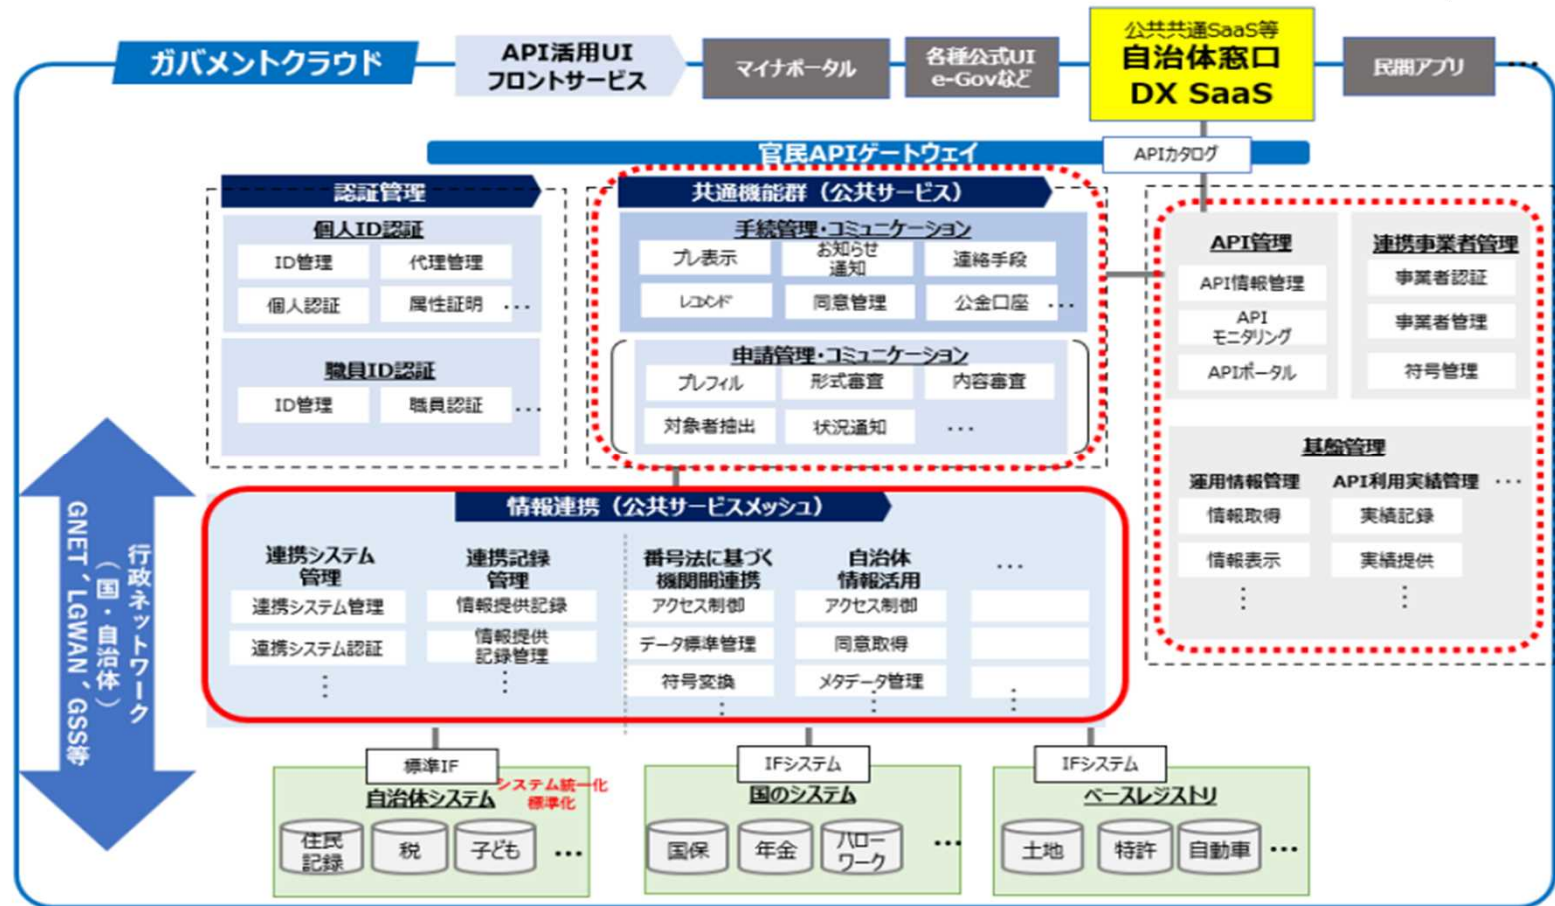 ガバメントクラウド
API活用UI
フロントサービス
マイナポータル
各種公式UI
e-Govなど
公共共通SaaS等
自治体窓口
DX SaaS
民間アプリ
…
官民APIゲートウェイ
APIカタログ
認証管理
個人ID認証
ID管理
代理管理
個人認証
属性証明
…
職員ID認証
ID管理
職員認証
…
共通機能群（公共サービス）
手続管理・コミュニケーション
プレ表示
お知らせ
通知
連絡手段
レコメンド
同意管理
公金口座
…
申請管理・コミュニケーション
プレフィル
形式審査
内容審査
対象者抽出
状況通知
…
API管理
API情報管理
API
モニタリング
APIポータル
連携事業者管理
事業者認証
事業者管理
符号管理
基盤管理
運用情報管理
情報取得
情報表示
⋮
API利用実績管理
実績記録
実績提供
⋮
…
行政ネットワーク
（国・自治体）
GNET、LGWAN、GSS等
情報連携（公共サービスメッシュ）
連携システム
管理
連携システム管理
連携システム認証
⋮
連携記録
管理
情報提供記録
情報提供
記録管理
⋮
番号法に基づく
機関間連携
アクセス制御
データ標準管理
符号変換
⋮
自治体
情報活用
アクセス制御
同意取得
メタデータ管理
⋮
…
⋮
標準IF
自治体システム
システム統一化
標準化
住民
記録
税
子ども
…
IFシステム
国のシステム
国保
年金
ハロー
ワーク
…
IFシステム
ベースレジストリ
土地
特許
自動車
…